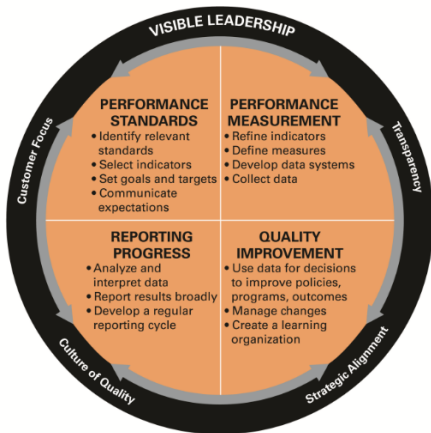 VISIBLE LEADERSHIP
Customer Focus
Transparency
PERFORMANCE
STANDARDS
• Identify relevant
standards
• Select indicators
• Set goals and targets
• Communicate
expectations
PERFORMANCE
MEASUREMENT
• Refine indicators
• Define measures
• Develop data systems
• Collect data
REPORTING
PROGRESS
• Analyze and
interpret data
• Report results broadly
• Develop a regular
reporting cycle
QUALITY
IMPROVEMENT
• Use data for decisions
to improve policies,
programs, outcomes
• Manage changes
• Create a learning
organization
Culture of Quality
Strategic Alignment